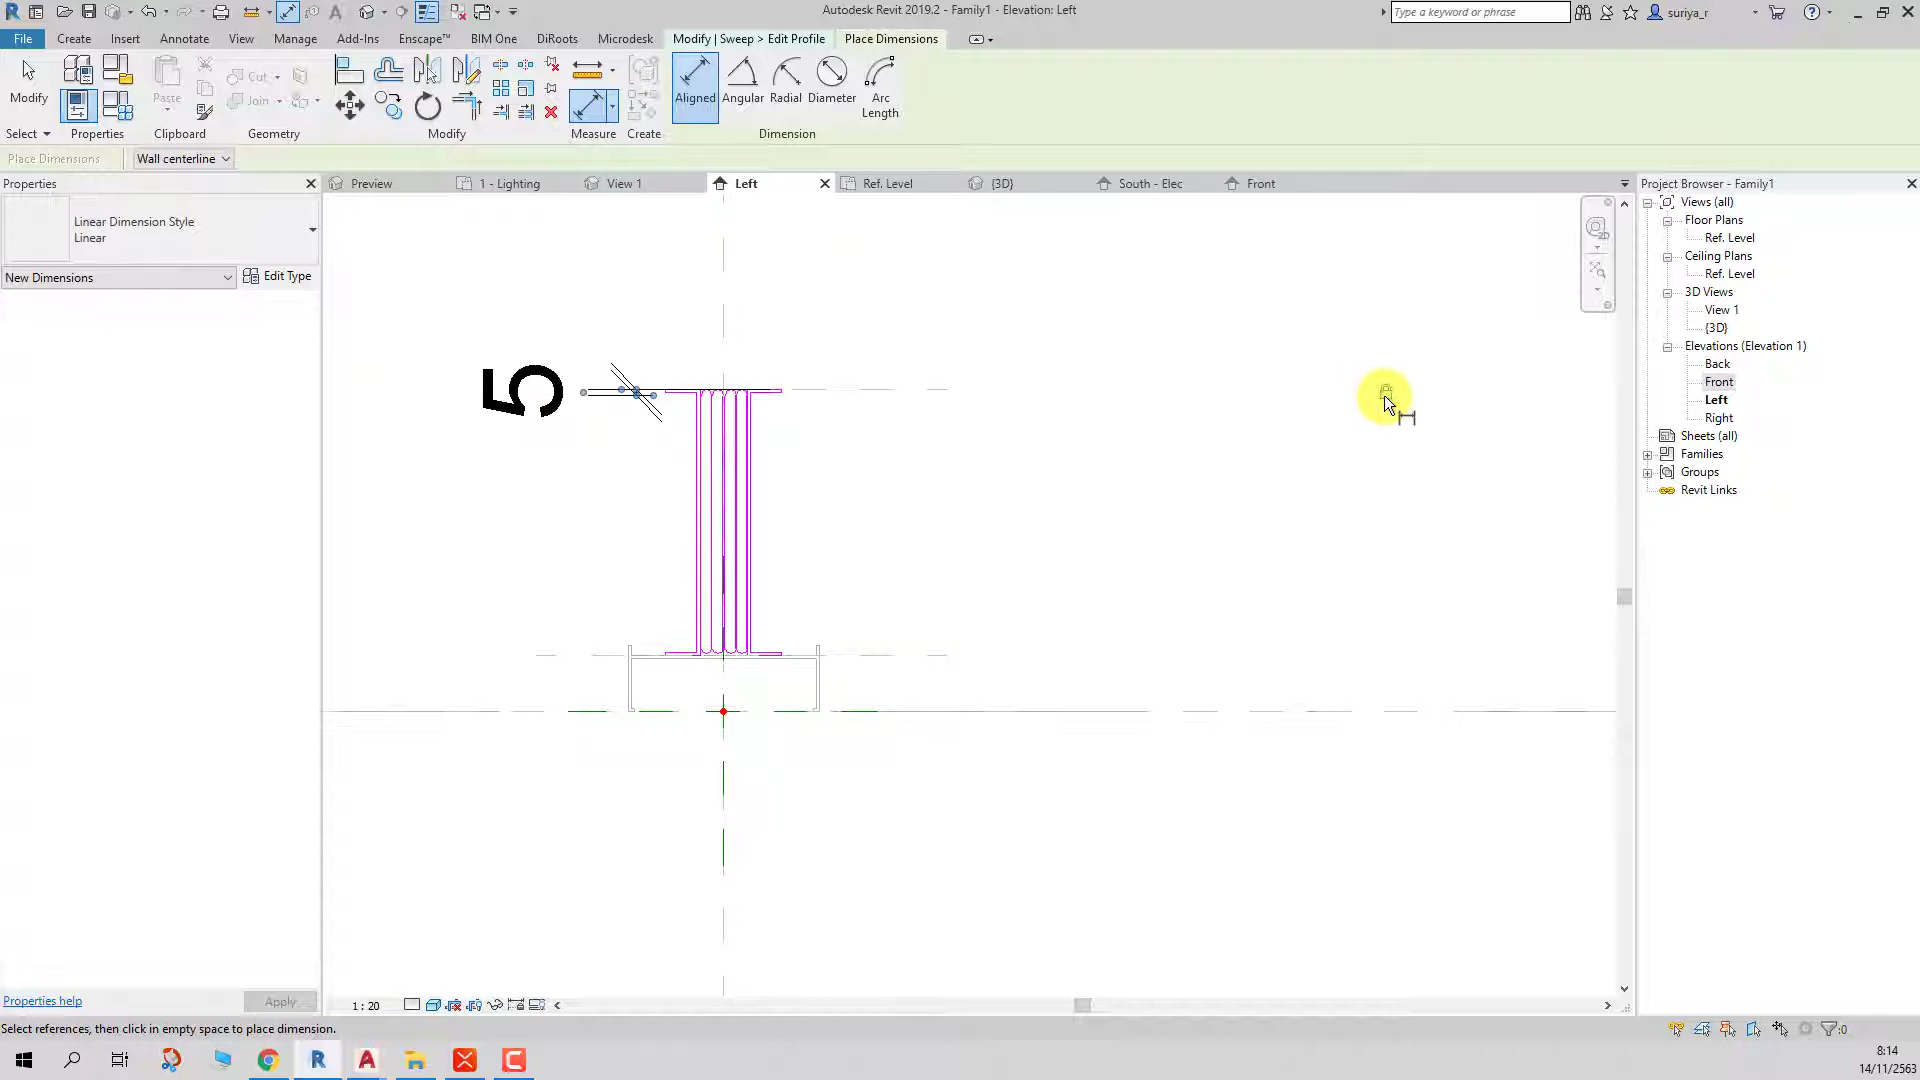 Autodesk Revit 2019.2 - Family1 - Elevation: Left
Type a keyword or phrase
suriya_r
File
Create
Insert
Annotate
View
Manage
Add-Ins
Enscape™
BIM One
DiRoots
Microdesk
Modify | Sweep > Edit Profile
Place Dimensions
Modify
Paste
Cut
Join
Aligned
Angular
Radial
Diameter
Arc
Length
Select
Properties
Clipboard
Geometry
Modify
Measure
Create
Dimension
Place Dimensions
Wall centerline
Properties
Linear Dimension Style
Linear
New Dimensions
Edit Type
Properties help
Apply
Preview
1 - Lighting
View 1
Left
Ref. Level
{3D}
South - Elec
Front
5
1 : 20
Project Browser - Family1
Views (all)
Floor Plans
Ref. Level
Ceiling Plans
Ref. Level
3D Views
View 1
{3D}
Elevations (Elevation 1)
Back
Front
Left
Right
Sheets (all)
Families
Groups
Revit Links
Select references, then click in empty space to place dimension.
:0
8:14
14/11/2563